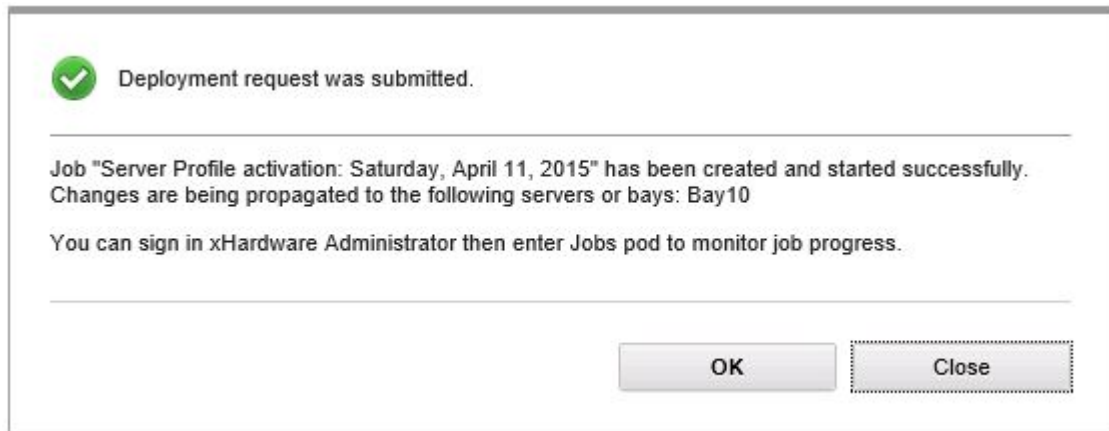 Deployment request was submitted.
Job "Server Profile activation: Saturday, April 11, 2015" has been created and started successfully.
Changes are being propagated to the following servers or bays: Bay10
You can sign in xHardware Administrator then enter Jobs pod to monitor job progress.
OK
Close